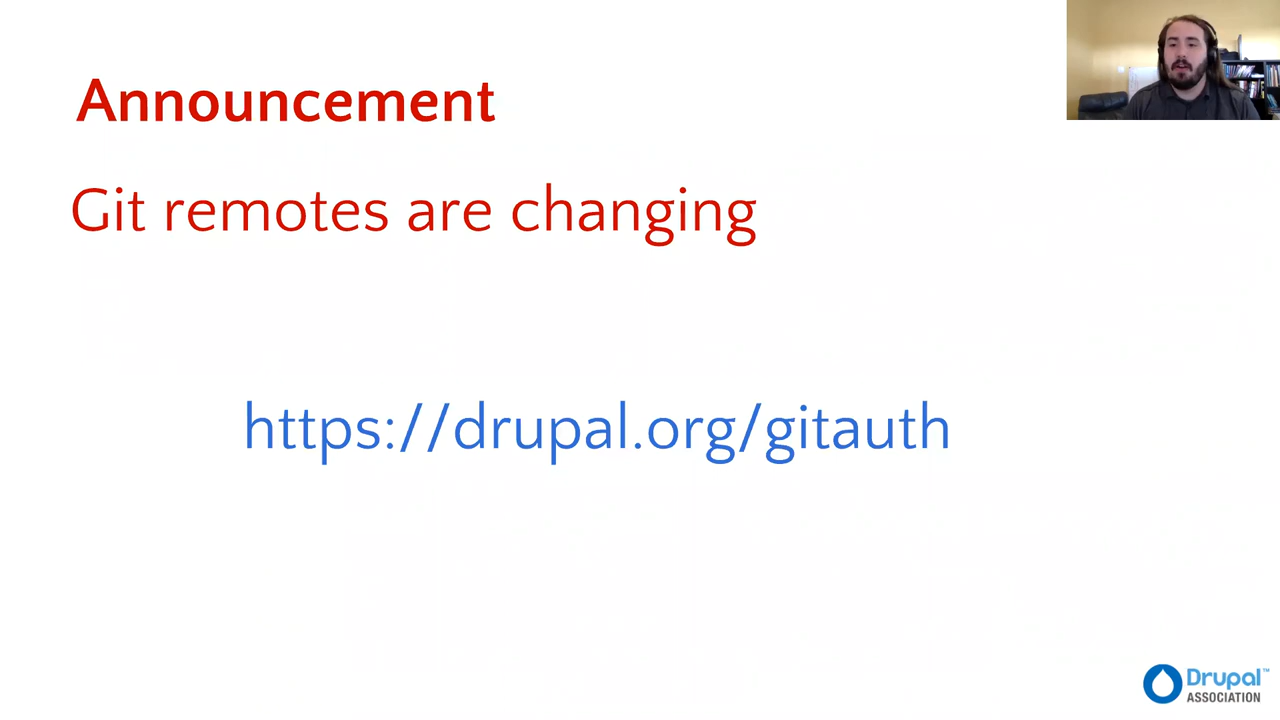 Announcement
Git remotes are changing
https://drupal.org/gitauth
Drupal™
ASSOCIATION